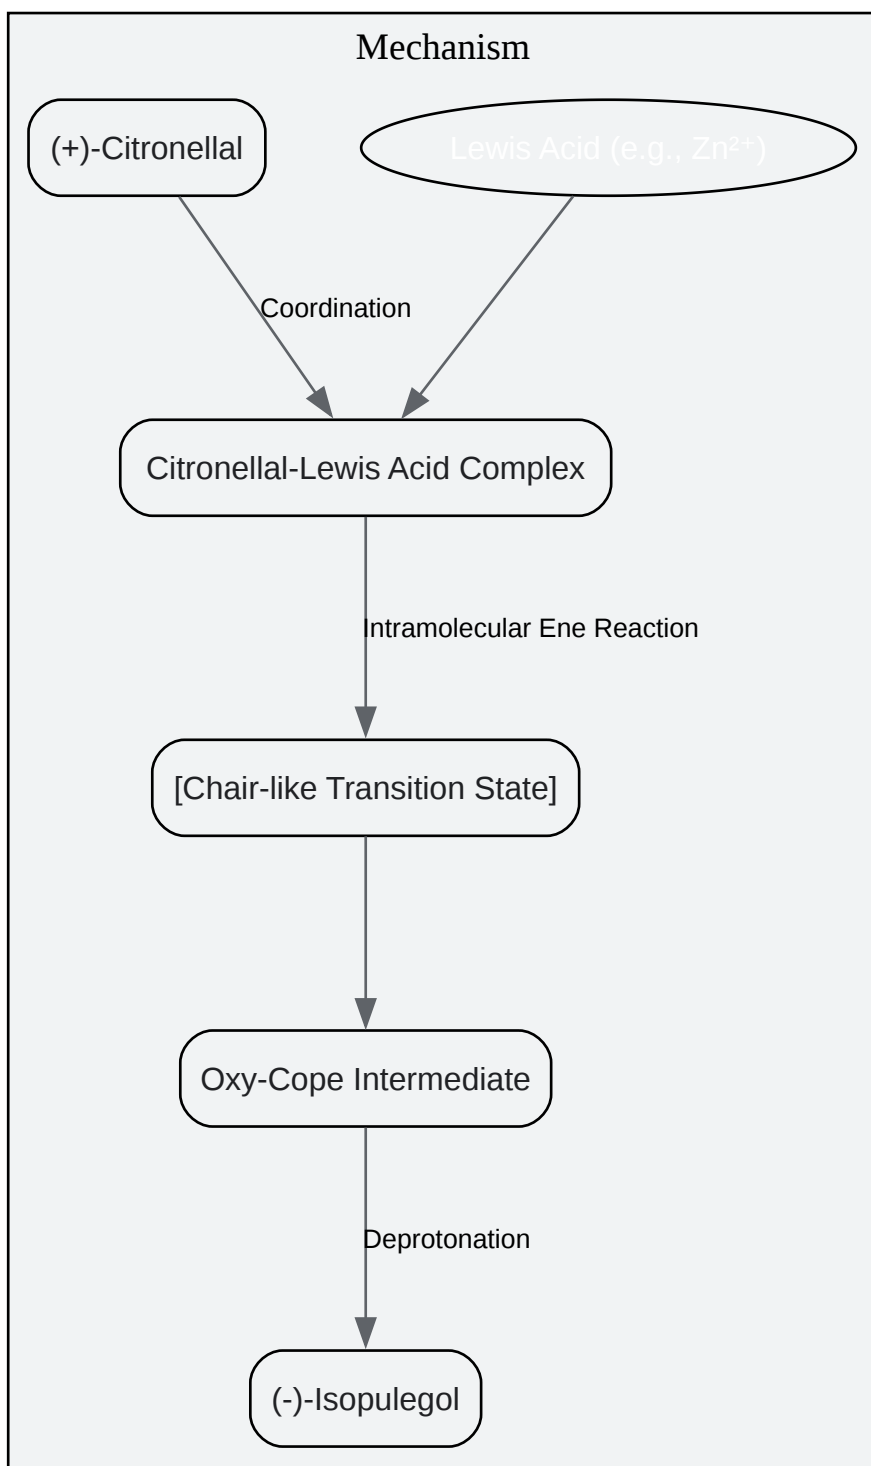 Mechanism
(+)-Citronellal
Lewis Acid (e.g., Zn²⁺)
Coordination
Citronellal-Lewis Acid Complex
Intramolecular Ene Reaction
[Chair-like Transition State]
Oxy-Cope Intermediate
Deprotonation
(-)-Isopulegol